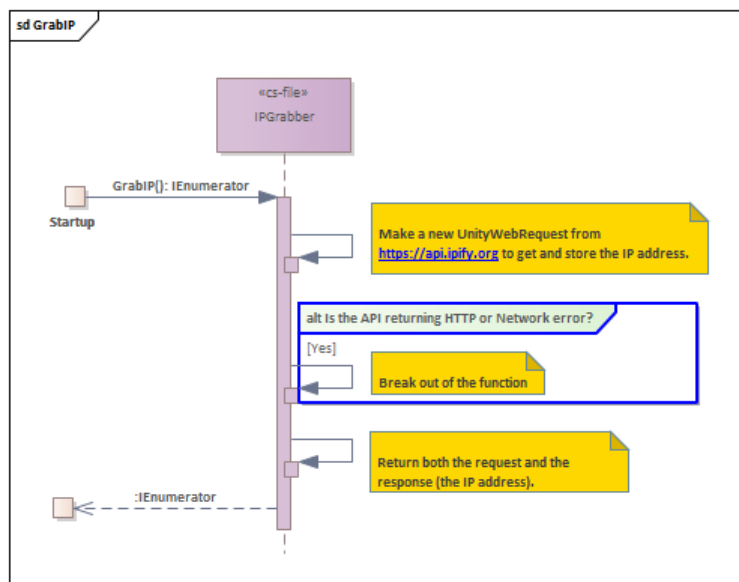 sd GrabIP
«cs-file»
IPGrabber
GrabIP(): IEnumerator
Startup
Make a new UnityWebRequest from
https://api.ipify.org to get and store the IP address.
alt Is the API returning HTTP or Network error?
[Yes]
Break out of the function
Return both the request and the
response (the IP address).
:IEnumerator